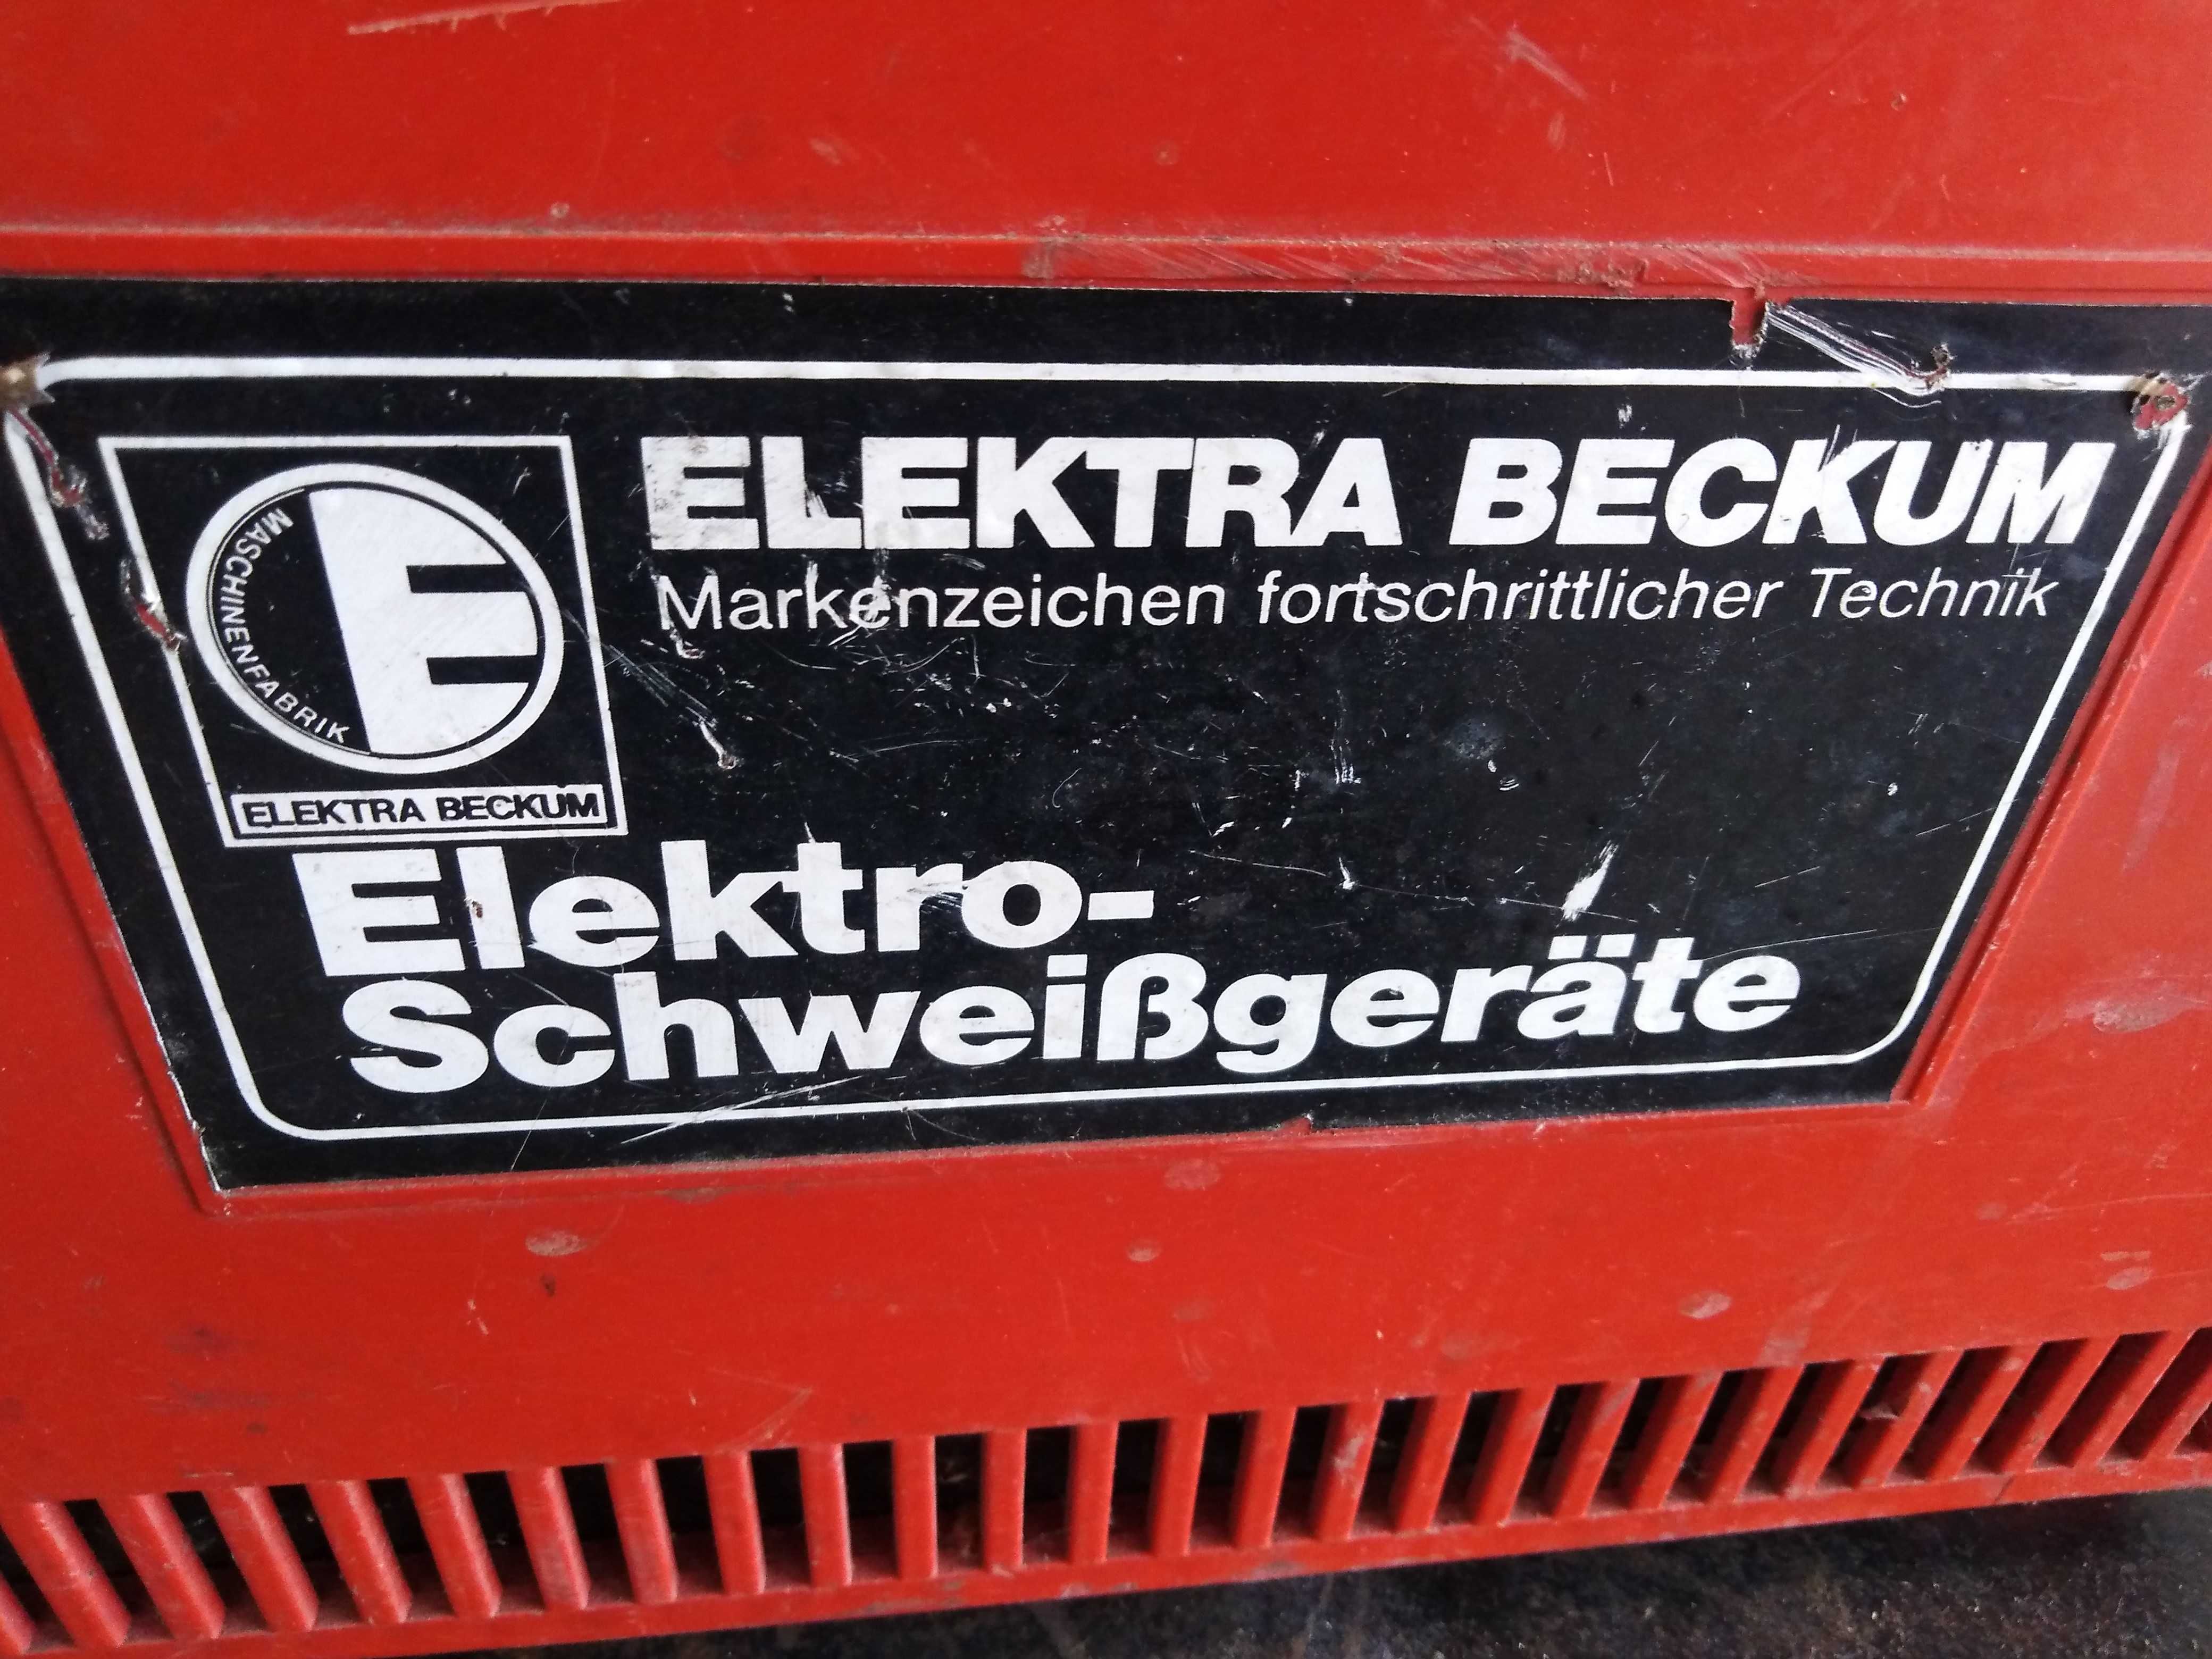 ELEKTRA BECKUM
Markenzeichen fortschrittlicher Technik
MASCHINENFABRIK
E
ELEKTRA BECKUM
Elektro-
Schweißgeräte